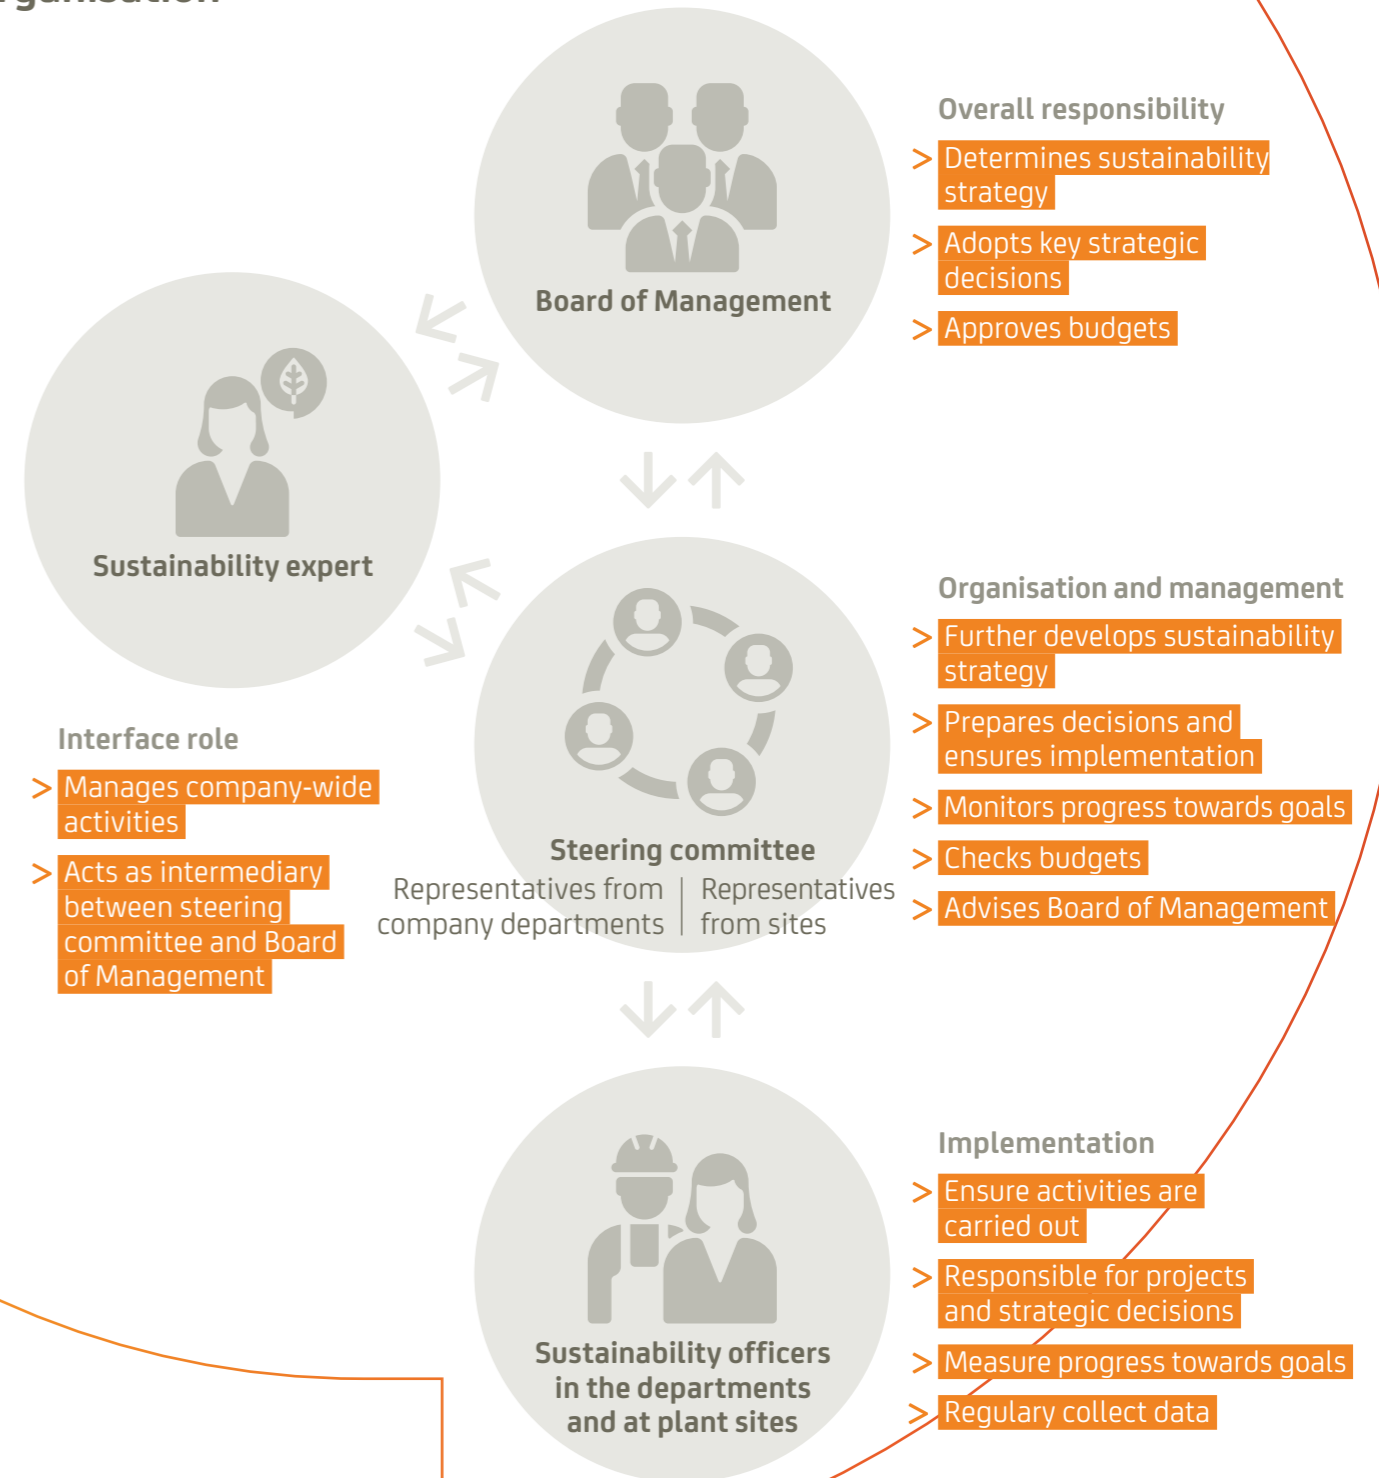 Board of Management
Overall responsibility
> Determines sustainability
strategy
> Adopts key strategic
decisions
> Approves budgets
Sustainability expert
Interface role
> Manages company-wide
activities
> Acts as intermediary
between steering
committee and Board
of Management
Steering committee
Representatives from
company departments
Representatives
from sites
Organisation and management
> Further develops sustainability
strategy
> Prepares decisions and
ensures implementation
> Monitors progress towards goals
> Checks budgets
> Advises Board of Management
Sustainability officers
in the departments
and at plant sites
Implementation
> Ensure activities are
carried out
> Responsible for projects
and strategic decisions
> Measure progress towards goals
> Regulary collect data